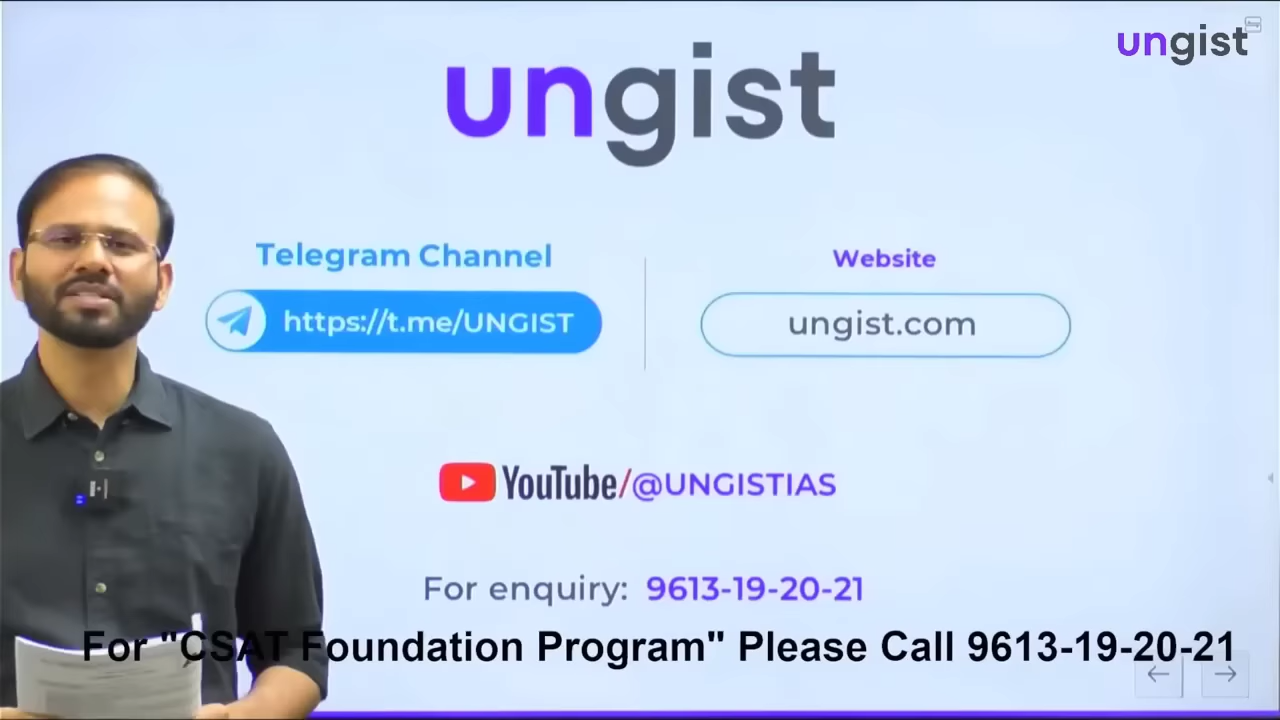 ungist
ungist
Telegram Channel
https://t.me/UNGIST
Website
ungist.com
YouTube/@UNGISTIAS
For enquiry: 9613-19-20-21
For "CSAT Foundation Program" Please Call 9613-19-20-21